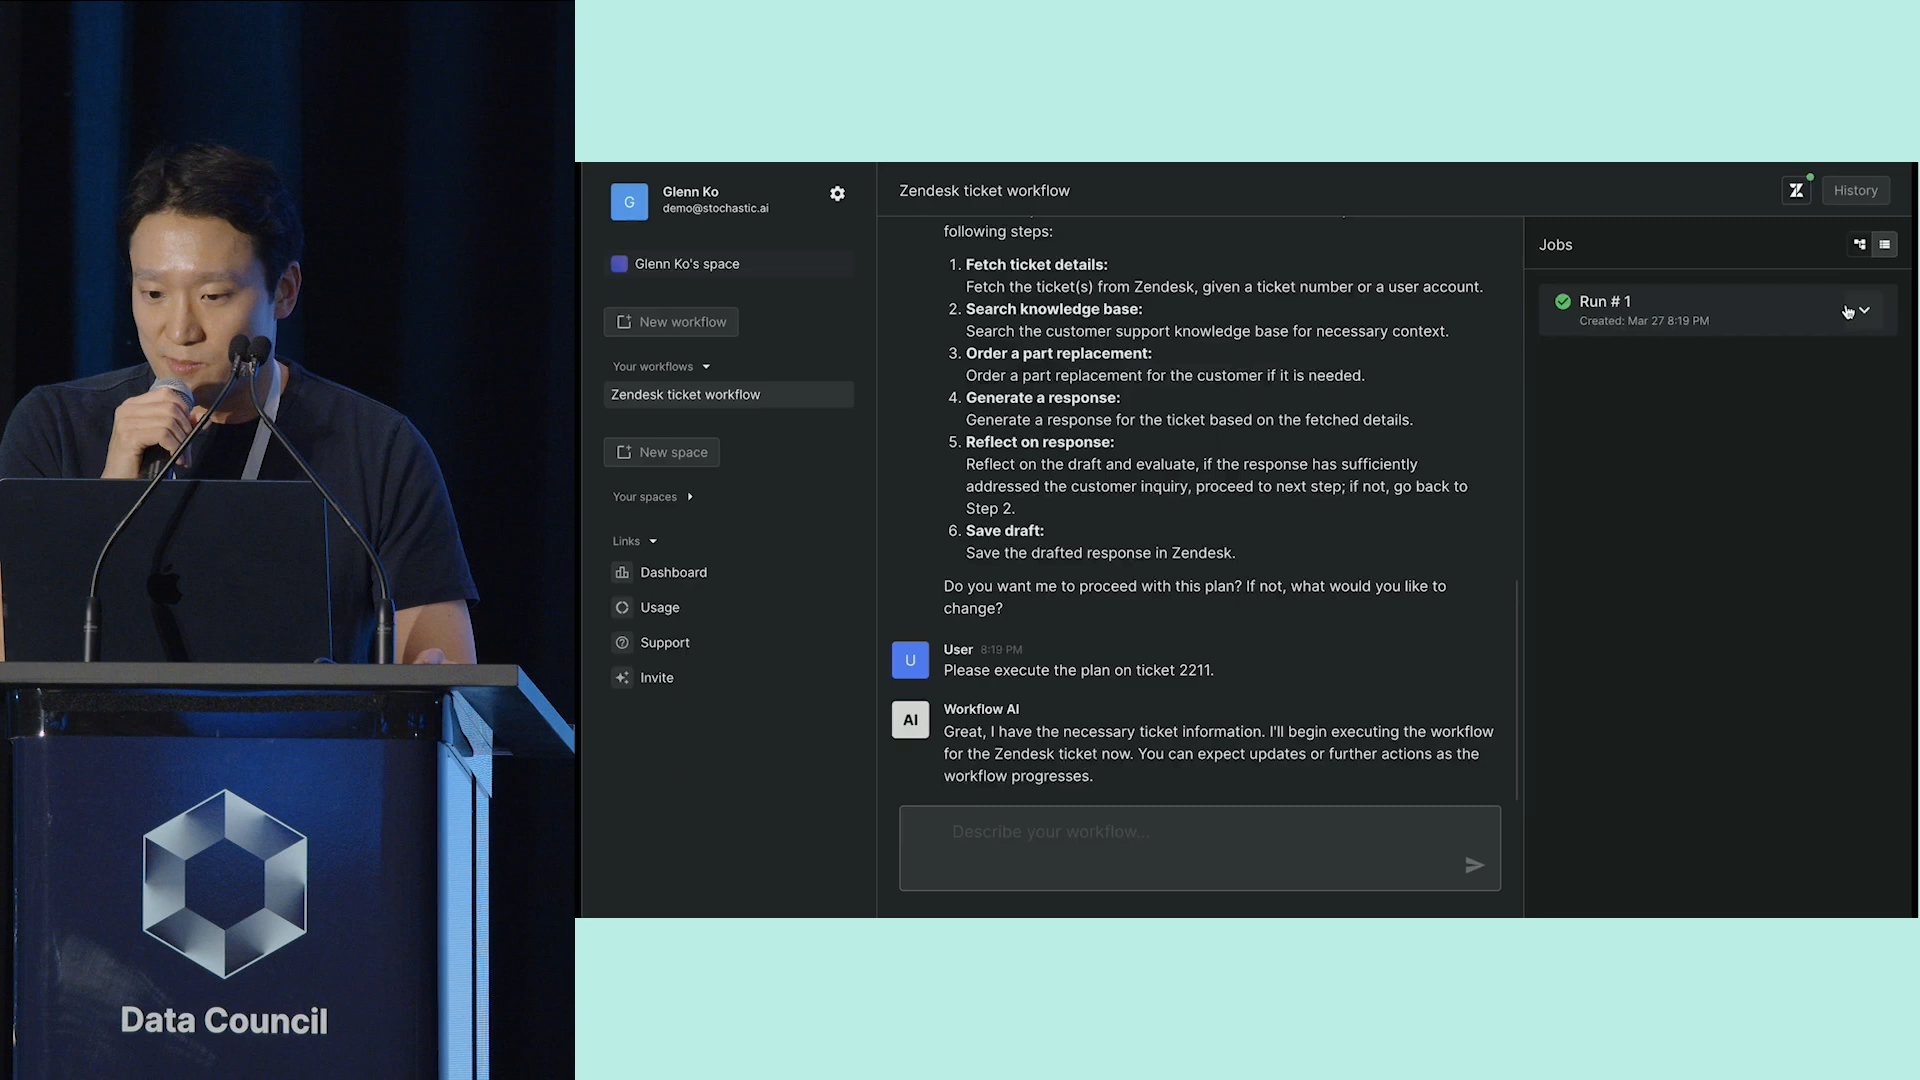 Data Council
G
Glenn Ko
demo@stochastic.ai
Glenn Ko's space
New workflow
Your workflows
Zendesk ticket workflow
New space
Your spaces
Links
Dashboard
Usage
Support
Invite
Zendesk ticket workflow
History
following steps:
1. Fetch ticket details:
Fetch the ticket(s) from Zendesk, given a ticket number or a user account.
2. Search knowledge base:
Search the customer support knowledge base for necessary context.
3. Order a part replacement:
Order a part replacement for the customer if it is needed.
4. Generate a response:
Generate a response for the ticket based on the fetched details.
5. Reflect on response:
Reflect on the draft and evaluate, if the response has sufficiently
addressed the customer inquiry, proceed to next step; if not, go back to
Step 2.
6. Save draft:
Save the drafted response in Zendesk.
Do you want me to proceed with this plan? If not, what would you like to
change?
U
User 8:19 PM
Please execute the plan on ticket 2211.
AI
Workflow AI
Great, I have the necessary ticket information. I'll begin executing the workflow
for the Zendesk ticket now. You can expect updates or further actions as the
workflow progresses.
Describe your workflow...
Jobs
Run # 1
Created: Mar 27 8:19 PM